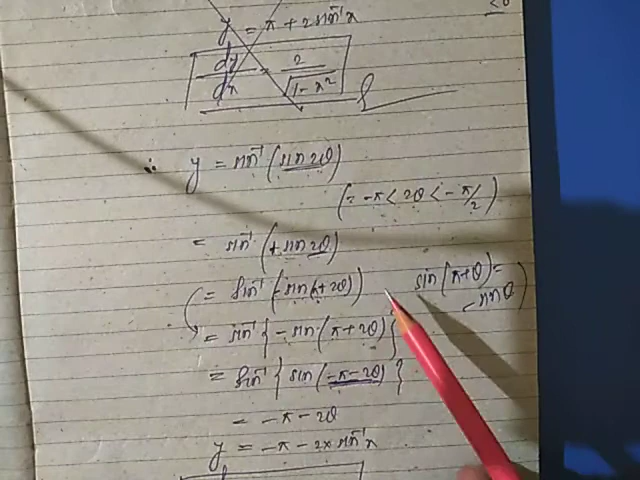 y = π + 2 sin⁻¹x
dy/dx = 2/√(1-x²)
∴ y = sin⁻¹(sin 2θ)
(= -π < 2θ < -π/2)
= sin⁻¹(+ sin 2θ)
= sin⁻¹(- sin(+2θ)) sin(π+θ)=
= sin⁻¹{-sin(π+2θ)} - sinθ)
= sin⁻¹{sin(-π-2θ)}
= -π-2θ
y = -π - 2x sin⁻¹x